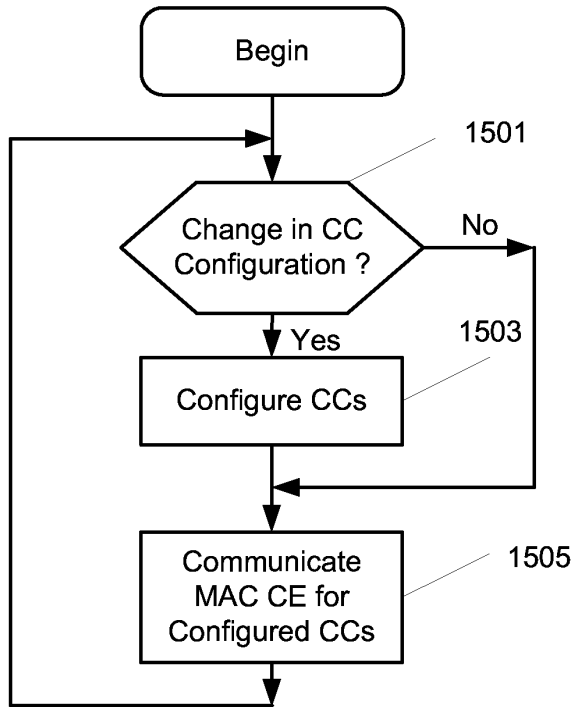 Begin
1501
Change in CC
Configuration ?
No
Yes
1503
Configure CCs
1505
Communicate
MAC CE for
Configured CCs